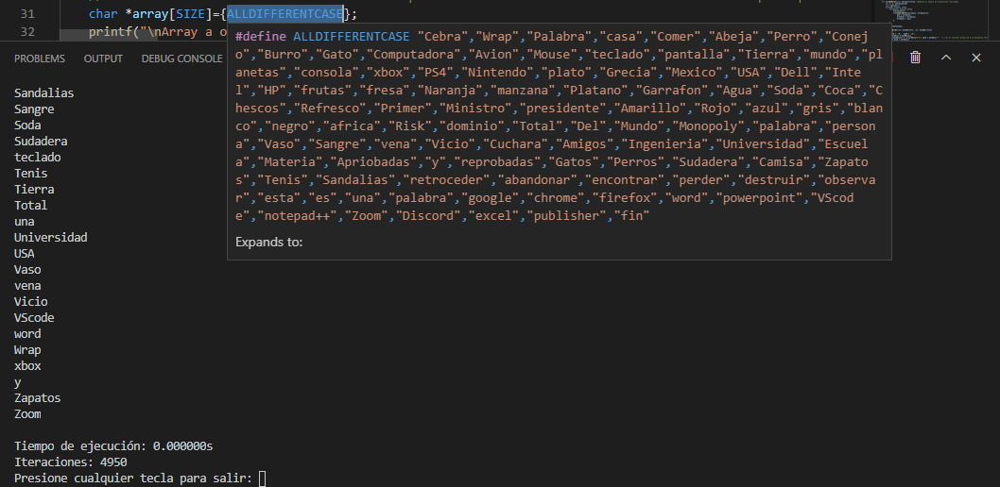 31 char *array[SIZE]={ALLDIFFERENTCASE};
32 printf("\nArray a o
#define ALLDIFFERENTCASE "Cebra","Wrap","Palabra","casa","Comer","Abeja","Perro","Conej
o","Burro","Gato","Computadora","Avion","Mouse","teclado","pantalla","Tierra","mundo","pl
anetas","consola","xbox","PS4","Nintendo","plato","Grecia","Mexico","USA","Dell","Inte
l","HP","frutas","fresa","Naranja","manzana","Platano","Garrafon","Agua","Soda","Coca","C
hescos","Refresco","Primer","Ministro","presidente","Amarillo","Rojo","azul","gris","blan
co","negro","africa","Risk","dominio","Total","Del","Mundo","Monopoly","palabra","person
a","Vaso","Sangre","vena","Vicio","Cuchara","Amigos","Ingenieria","Universidad","Escue
la","Materia","Apriobadas","y","reprobadas","Gatos","Perros","Sudadera","Camisa","Zapato
s","Tenis","Sandalias","retroceder","abandonar","encontrar","perder","destruir","observa
r","esta","es","una","palabra","google","chrome","firefox","word","powerpoint","VScod
e","notepad++","Zoom","Discord","excel","publisher","fin"
Expands to:
PROBLEMS OUTPUT DEBUG CONSOLE
Sandalias
Sangre
Soda
Sudadera
teclado
Tenis
Tierra
Total
una
Universidad
USA
Vaso
vena
Vicio
VScode
word
Wrap
xbox
y
Zapatos
Zoom
Tiempo de ejecución: 0.000000s
Iteraciones: 4950
Presione cualquier tecla para salir: